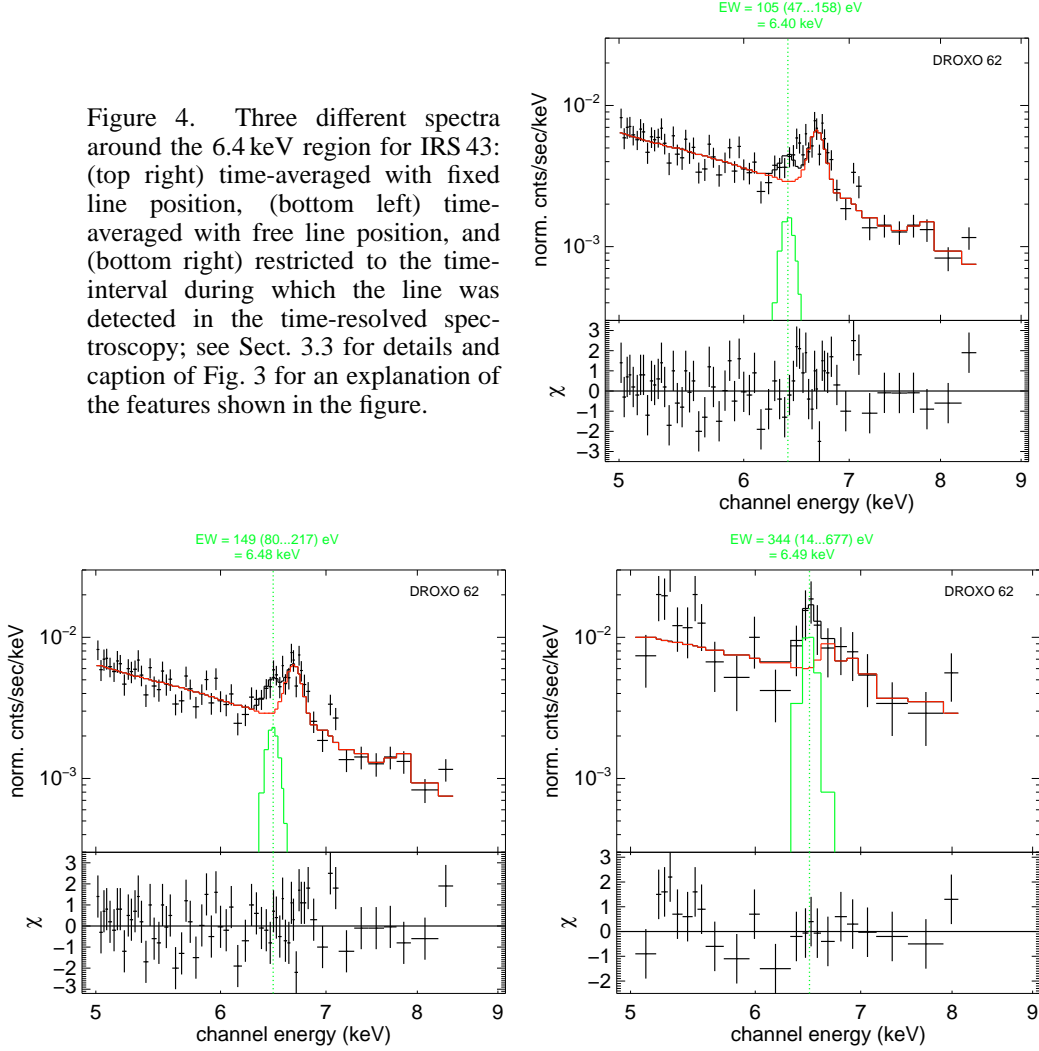 EW = 105 (47...158) eV
= 6.40 keV
DROXO 62
Figure 4. Three different spectra
around the 6.4 keV region for IRS 43:
(top right) time-averaged with fixed
line position, (bottom left) time-
averaged with free line position, and
(bottom right) restricted to the time-
interval during which the line was
detected in the time-resolved spec-
troscopy; see Sect. 3.3 for details and
caption of Fig. 3 for an explanation of
the features shown in the figure.
norm. cnts/sec/keV
10−2
10−3
χ
3
2
1
0
−1
−2
−3
5 6 7 8 9
channel energy (keV)
EW = 149 (80...217) eV
= 6.48 keV
DROXO 62
norm. cnts/sec/keV
10−2
10−3
χ
3
2
1
0
−1
−2
−3
5 6 7 8 9
channel energy (keV)
EW = 344 (14...677) eV
= 6.49 keV
DROXO 62
norm. cnts/sec/keV
10−2
10−3
χ
3
2
1
0
−1
−2
5 6 7 8 9
channel energy (keV)